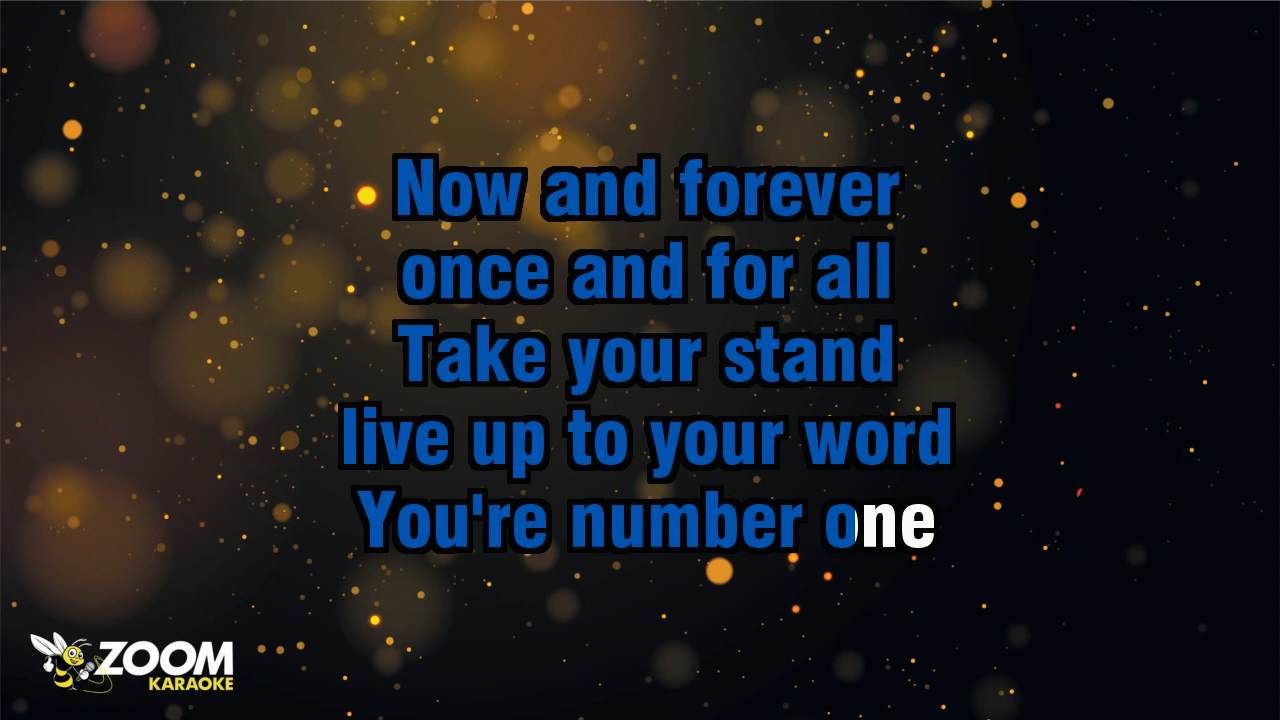 Now and forever
once and for all
Take your stand
live up to your word
You're number one
ZOOM
KARAOKE